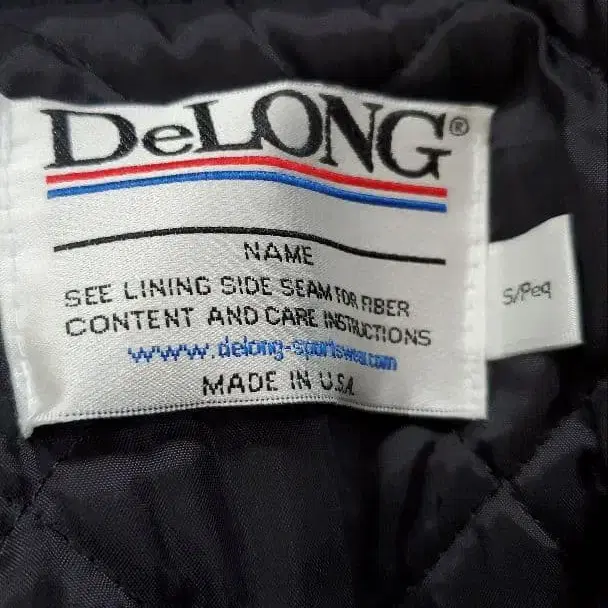 DeLONG®
NAME
SEE LINING SIDE SEAM FOR FIBER
CONTENT AND CARE INSTRUCTIONS
www.delong-sportswear.com
MADE IN U.S.A.
S/Peq